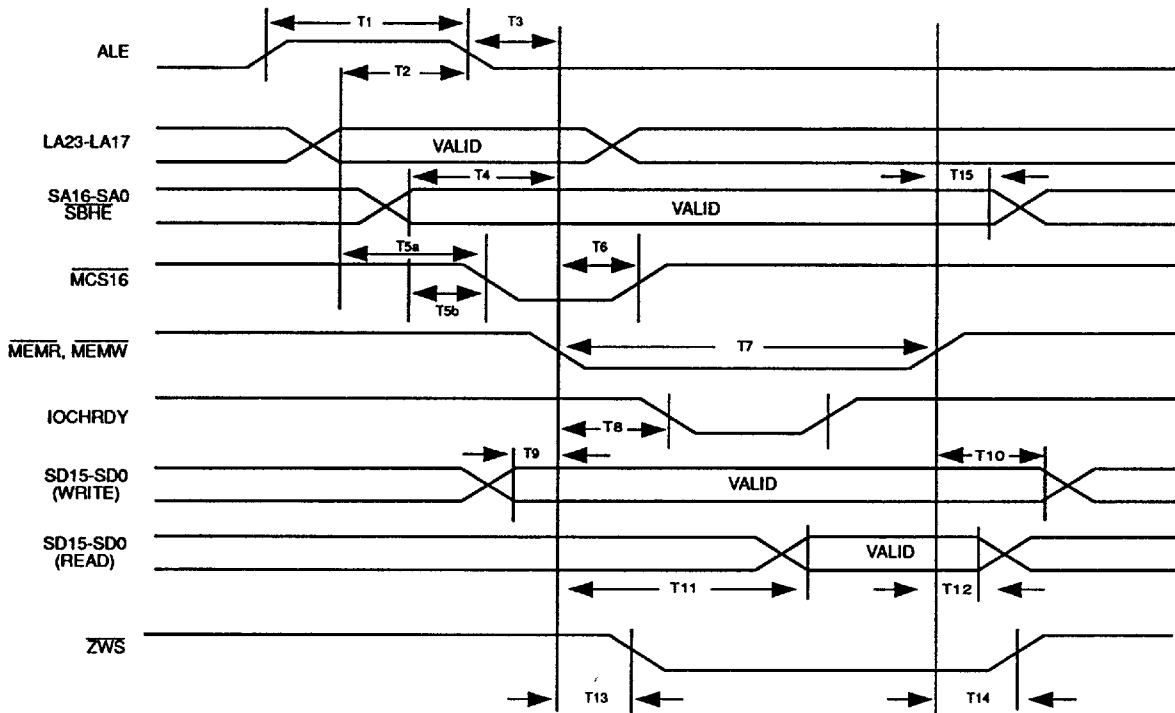 T1
T3
ALE
T2
LA23-LA17
VALID
T4
T15
SA16-SA0
SBHE
VALID
T5a
T6
MCS16
T5b
MEMR, MEMW
T7
IOCHRDY
T8
T9
T10
SD15-SD0
(WRITE)
VALID
SD15-SD0
(READ)
VALID
T11
T12
ZWS
T13
T14